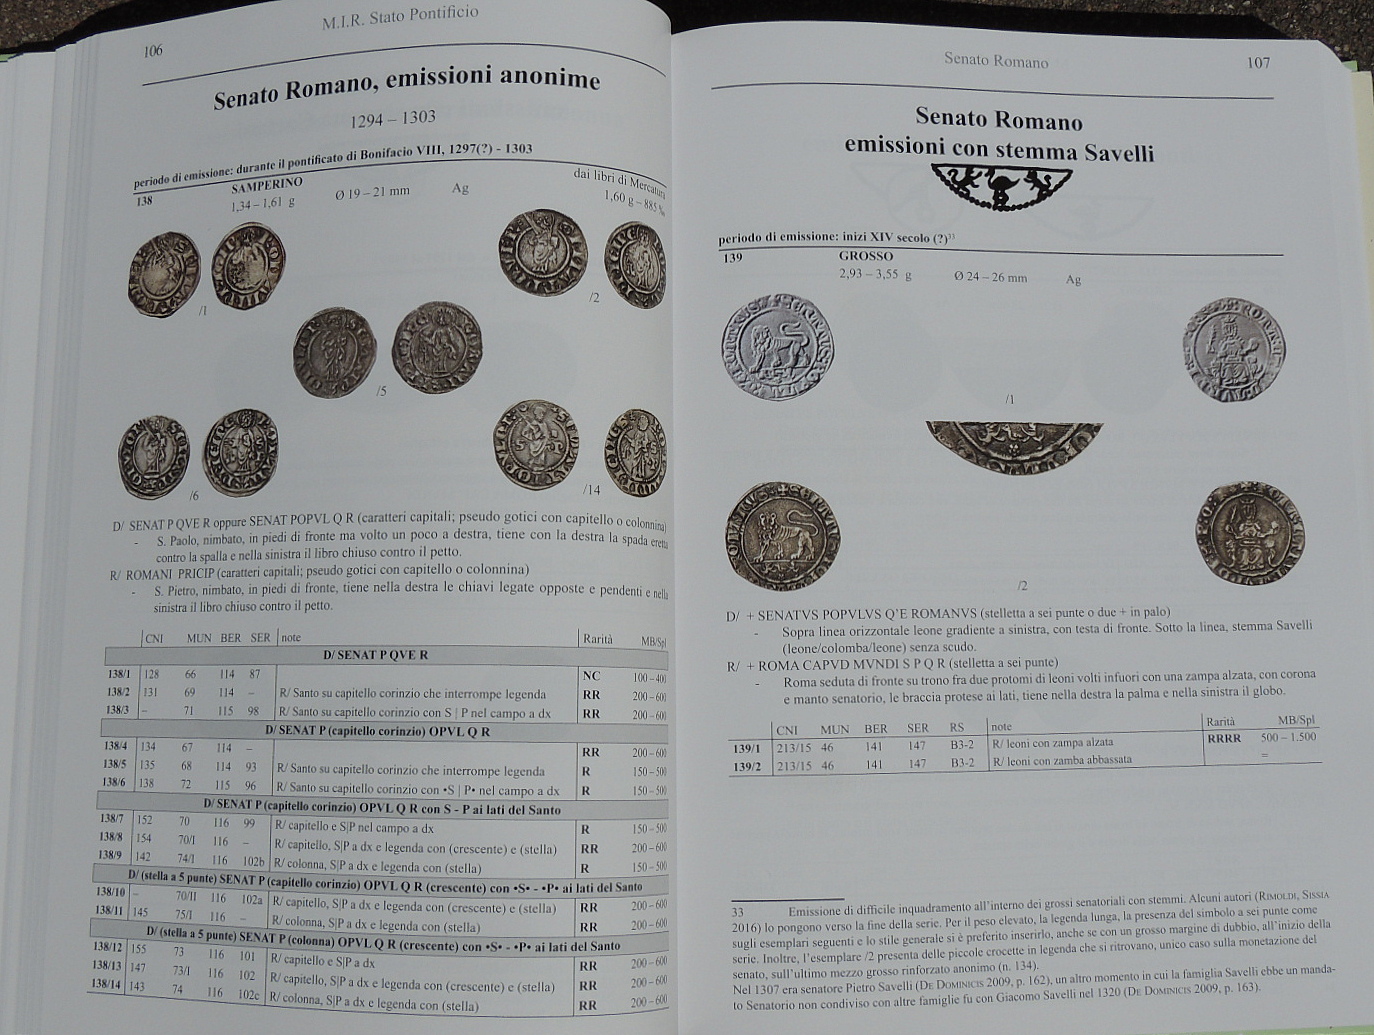 106
M.I.R. Stato Pontificio
Senato Romano, emissioni anonime
1294 – 1303
periodo di emissione: durante il pontificato di Bonifacio VIII, 1297(?) - 1303
138 SAMPERINO dai libri di Mercatura
1,34 – 1,61 g Ø 19 – 21 mm Ag 1,60 g – 885 ‰
/1
/2
/5
/6
/14
D/ SENAT P QVE R oppure SENAT POPVL Q R (caratteri capitali; pseudo gotici con capitello o colonnina)
- S. Paolo, nimbato, in piedi di fronte ma volto un poco a destra, tiene con la destra la spada eretta
contro la spalla e nella sinistra il libro chiuso contro il petto.
R/ ROMANI PRICIP (caratteri capitali; pseudo gotici con capitello o colonnina)
- S. Pietro, nimbato, in piedi di fronte, tiene nella destra le chiavi legate opposte e pendenti e nella
sinistra il libro chiuso contro il petto.
CNI MUN BER SER note Rarità MB/Spl
D/ SENAT P QVE R
138/1 128 66 114 87 NC 100 – 400
138/2 131 69 114 – R/ Santo su capitello corinzio che interrompe legenda RR 200 – 600
138/3 – 71 115 98 R/ Santo su capitello corinzio con S | P nel campo a dx RR 200 – 600
D/ SENAT P (capitello corinzio) OPVL Q R
138/4 134 67 114 – RR 200 – 600
138/5 135 68 114 93 R/ Santo su capitello corinzio che interrompe legenda R 150 – 500
138/6 138 72 115 96 R/ Santo su capitello corinzio con •S | P• nel campo a dx R 150 – 500
D/ SENAT P (capitello corinzio) OPVL Q R con S - P ai lati del Santo
138/7 152 70 116 99 R/ capitello e S|P nel campo a dx R 150 – 500
138/8 154 70/I 116 – R/ capitello, S|P a dx e legenda con (crescente) e (stella) RR 200 – 600
138/9 142 74/I 116 102b R/ colonna, S|P a dx e legenda con (stella) R 150 – 500
D/ (stella a 5 punte) SENAT P (capitello corinzio) OPVL Q R (crescente) con •S• - •P• ai lati del Santo
138/10 – 70/II 116 102a R/ capitello, S|P a dx e legenda con (crescente) e (stella) RR 200 – 600
138/11 145 75/I 116 – R/ colonna, S|P a dx e legenda con (stella) RR 200 – 600
D/ (stella a 5 punte) SENAT P (colonna) OPVL Q R (crescente) con •S• - •P• ai lati del Santo
138/12 155 73 116 101 R/ capitello e S|P a dx RR 200 – 600
138/13 147 73/I 116 102 R/ capitello, S|P a dx e legenda con (crescente) e (stella) RR 200 – 600
138/14 143 74 116 102c R/ colonna, S|P a dx e legenda con (stella) RR 200 – 600
Senato Romano
107
Senato Romano
emissioni con stemma Savelli
periodo di emissione: inizi XIV secolo (?)33
139 GROSSO
2,93 – 3,55 g Ø 24 – 26 mm Ag
/1
/2
D/ + SENATVS POPVLVS Q'E ROMANVS (stelletta a sei punte o due + in palo)
- Sopra linea orizzontale leone gradiente a sinistra, con testa di fronte. Sotto la linea, stemma Savelli
(leone/colomba/leone) senza scudo.
R/ + ROMA CAPVD MVNDI S P Q R (stelletta a sei punte)
- Roma seduta di fronte su trono fra due protomi di leoni volti infuori con una zampa alzata, con corona
e manto senatorio, le braccia protese ai lati, tiene nella destra la palma e nella sinistra il globo.
CNI MUN BER SER RS note Rarità MB/Spl
139/1 213/15 46 141 147 B3-2 R/ leoni con zampa alzata RRRR 500 – 1.500
139/2 213/15 46 141 147 B3-2 R/ leoni con zamba abbassata =
33 Emissione di difficile inquadramento all'interno dei grossi senatoriali con stemmi. Alcuni autori (RIMOLDI, SISSIA
2016) lo pongono verso la fine della serie. Per il peso elevato, la legenda lunga, la presenza del simbolo a sei punte come
sugli esemplari seguenti e lo stile generale si è preferito inserirlo, anche se con un grosso margine di dubbio, all'inizio della
serie. Inoltre, l'esemplare /2 presenta delle piccole crocette in legenda che si ritrovano, unico caso sulla monetazione del
senato, sull'ultimo mezzo grosso rinforzato anonimo (n. 134).
Nel 1307 era senatore Pietro Savelli (DE DOMINICIS 2009, p. 162), un altro momento in cui la famiglia Savelli ebbe un manda-
to Senatorio non condiviso con altre famiglie fu con Giacomo Savelli nel 1320 (DE DOMINICIS 2009, p. 163).